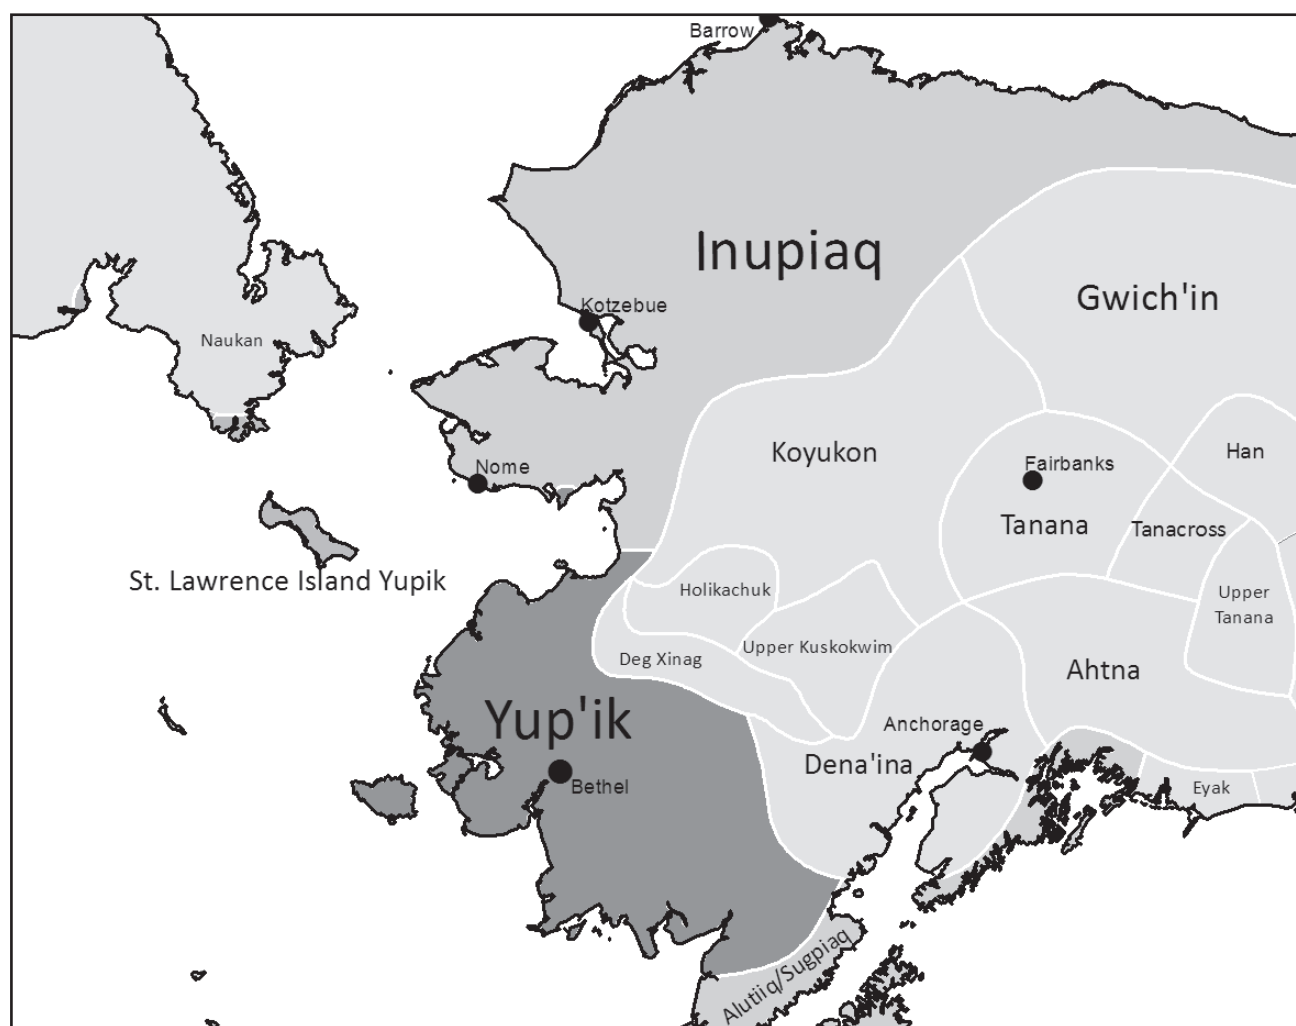 Barrow
Inupiaq
Gwich'in
Kotzebue
Naukan
Koyukon
Han
Nome
Fairbanks
Tanana
Tanacross
St. Lawrence Island Yupik
Holikachuk
Upper
Tanana
Upper Kuskokwim
Deg Xinag
Ahtna
Yup'ik
Anchorage
Dena'ina
Bethel
Eyak
Alutiiq/Sugpiaq